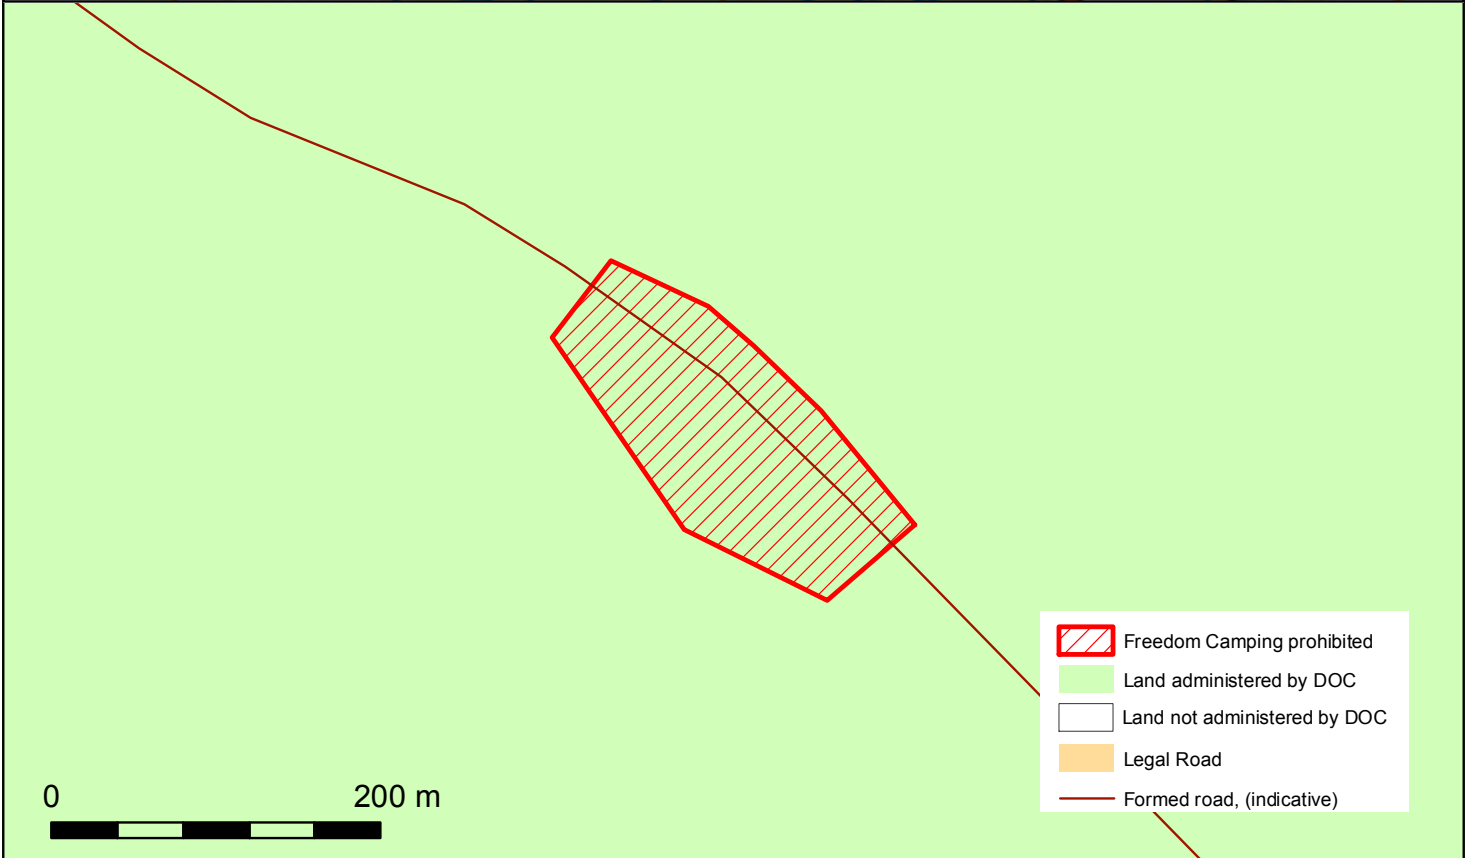 Freedom Camping prohibited
Land administered by DOC
Land not administered by DOC
Legal Road
Formed road, (indicative)
0 200 m